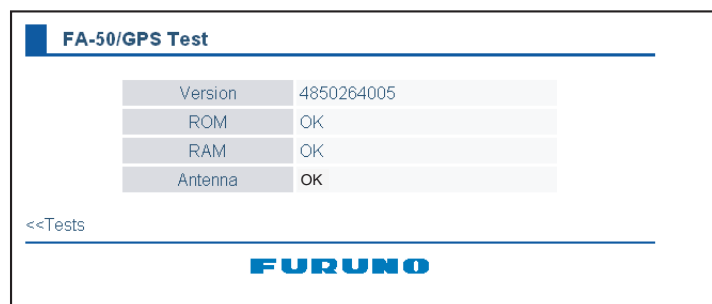 FA-50/GPS Test
Version 4850264005
ROM OK
RAM OK
Antenna OK
<<Tests
FURUNO